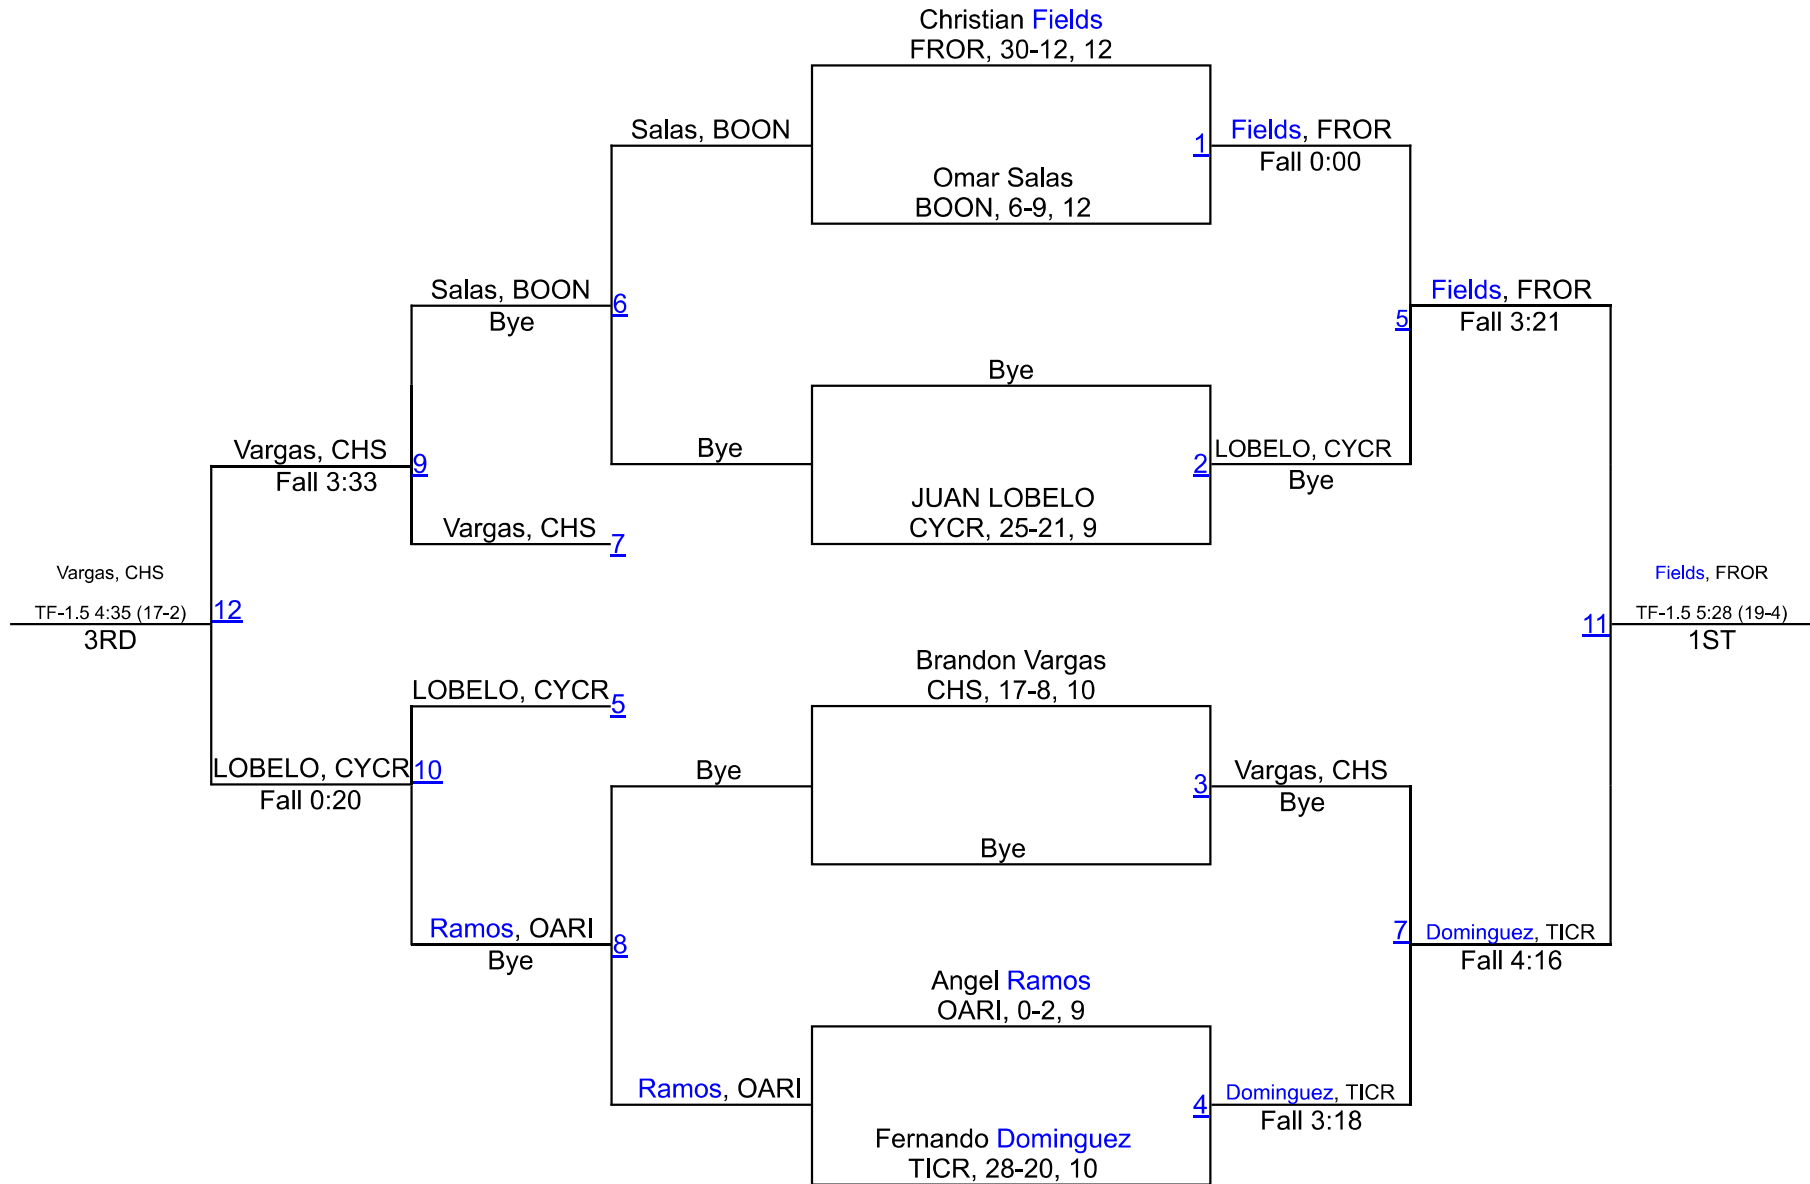 Christian Fields
FROR, 30-12, 12
Salas, BOON
1
Fields, FROR
Fall 0:00
Omar Salas
BOON, 6-9, 12
Salas, BOON
Bye
6
5
Fields, FROR
Fall 3:21
Bye
Vargas, CHS
Fall 3:33
9
Bye
2
LOBELO, CYCR
Bye
JUAN LOBELO
CYCR, 25-21, 9
Vargas, CHS
7
Vargas, CHS
TF-1.5 4:35 (17-2)
3RD
12
11
Fields, FROR
TF-1.5 5:28 (19-4)
1ST
Brandon Vargas
CHS, 17-8, 10
LOBELO, CYCR
5
LOBELO, CYCR
Fall 0:20
10
Bye
3
Vargas, CHS
Bye
Bye
Ramos, OARI
Bye
8
7
Dominguez, TICR
Fall 4:16
Angel Ramos
OARI, 0-2, 9
Ramos, OARI
4
Dominguez, TICR
Fall 3:18
Fernando Dominguez
TICR, 28-20, 10